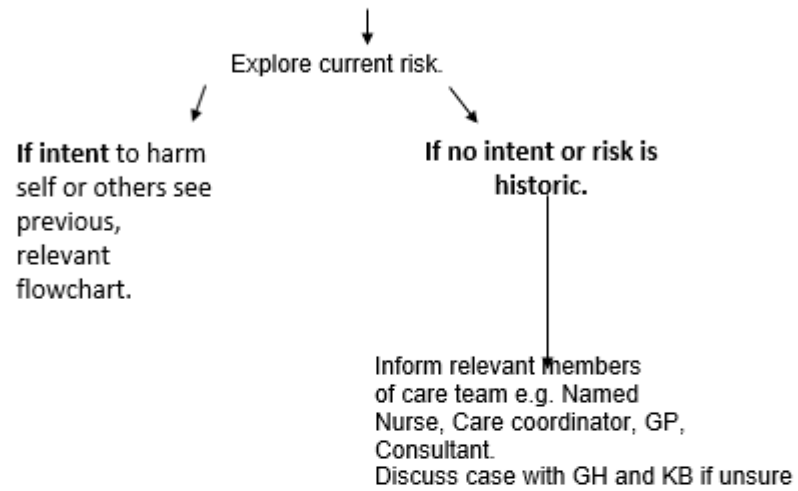 Explore current risk.
If intent to harm
self or others see
previous,
relevant
flowchart.
If no intent or risk is
historic.
Inform relevant members
of care team e.g. Named
Nurse, Care coordinator, GP,
Consultant.
Discuss case with GH and KB if unsure